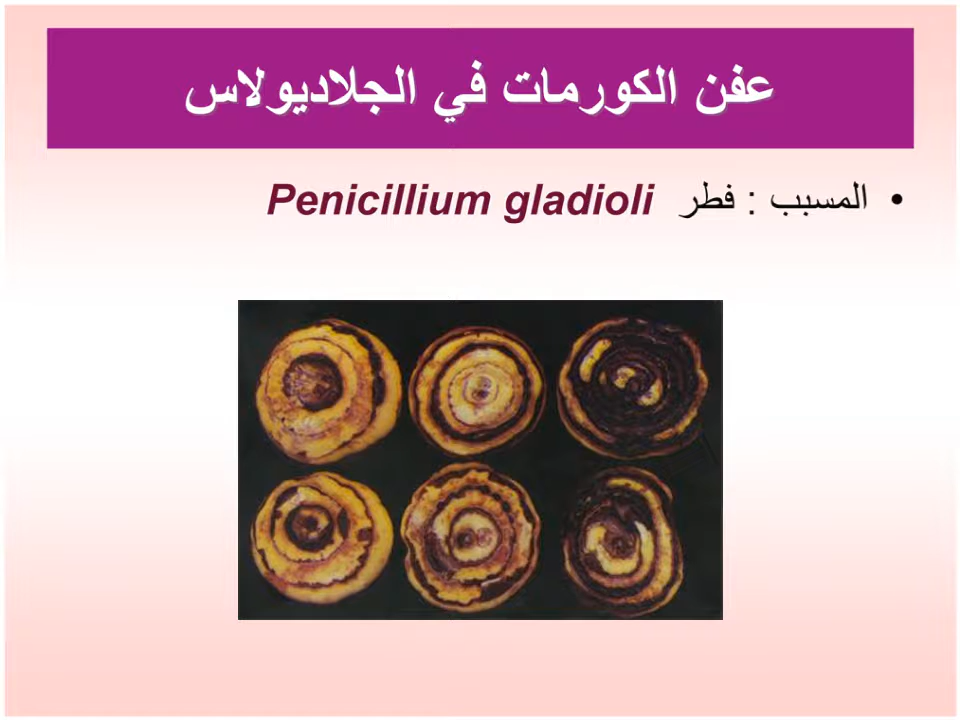 عفن الكورمات في الجلاديولاس
• المسبب : فطر Penicillium gladioli